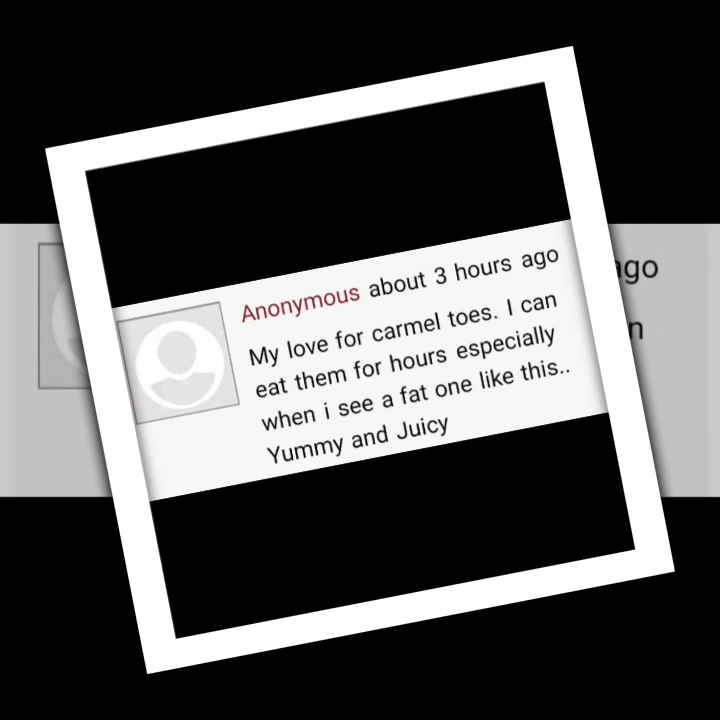 Anonymous about 3 hours ago
My love for carmel toes. I can
eat them for hours especially
when i see a fat one like this..
Yummy and Juicy
ago
n